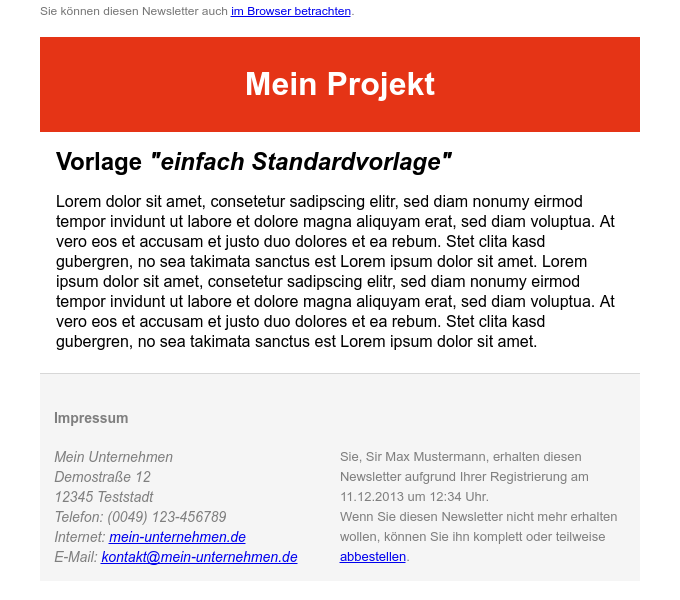 Sie können diesen Newsletter auch im Browser betrachten.
Mein Projekt
Vorlage "einfach Standardvorlage"
Lorem dolor sit amet, consetetur sadipscing elitr, sed diam nonumy eirmod
tempor invidunt ut labore et dolore magna aliquyam erat, sed diam voluptua. At
vero eos et accusam et justo duo dolores et ea rebum. Stet clita kasd
gubergren, no sea takimata sanctus est Lorem ipsum dolor sit amet. Lorem
ipsum dolor sit amet, consetetur sadipscing elitr, sed diam nonumy eirmod
tempor invidunt ut labore et dolore magna aliquyam erat, sed diam voluptua. At
vero eos et accusam et justo duo dolores et ea rebum. Stet clita kasd
gubergren, no sea takimata sanctus est Lorem ipsum dolor sit amet.
Impressum
Mein Unternehmen
Demostraße 12
12345 Teststadt
Telefon: (0049) 123-456789
Internet: mein-unternehmen.de
E-Mail: kontakt@mein-unternehmen.de
Sie, Sir Max Mustermann, erhalten diesen
Newsletter aufgrund Ihrer Registrierung am
11.12.2013 um 12:34 Uhr.
Wenn Sie diesen Newsletter nicht mehr erhalten
wollen, können Sie ihn komplett oder teilweise
abbestellen.